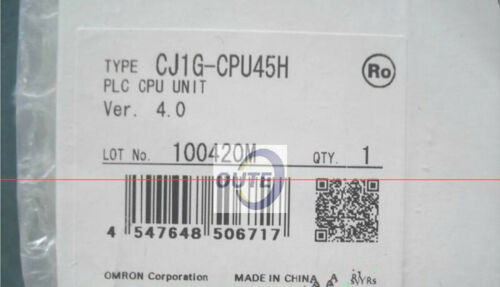 TYPE CJ1G-CPU45H
Ro
PLC CPU UNIT
Ver. 4.0
LOT No. 100420M QTY. 1
OUTE
4 547648 506717
OMRON Corporation MADE IN CHINA